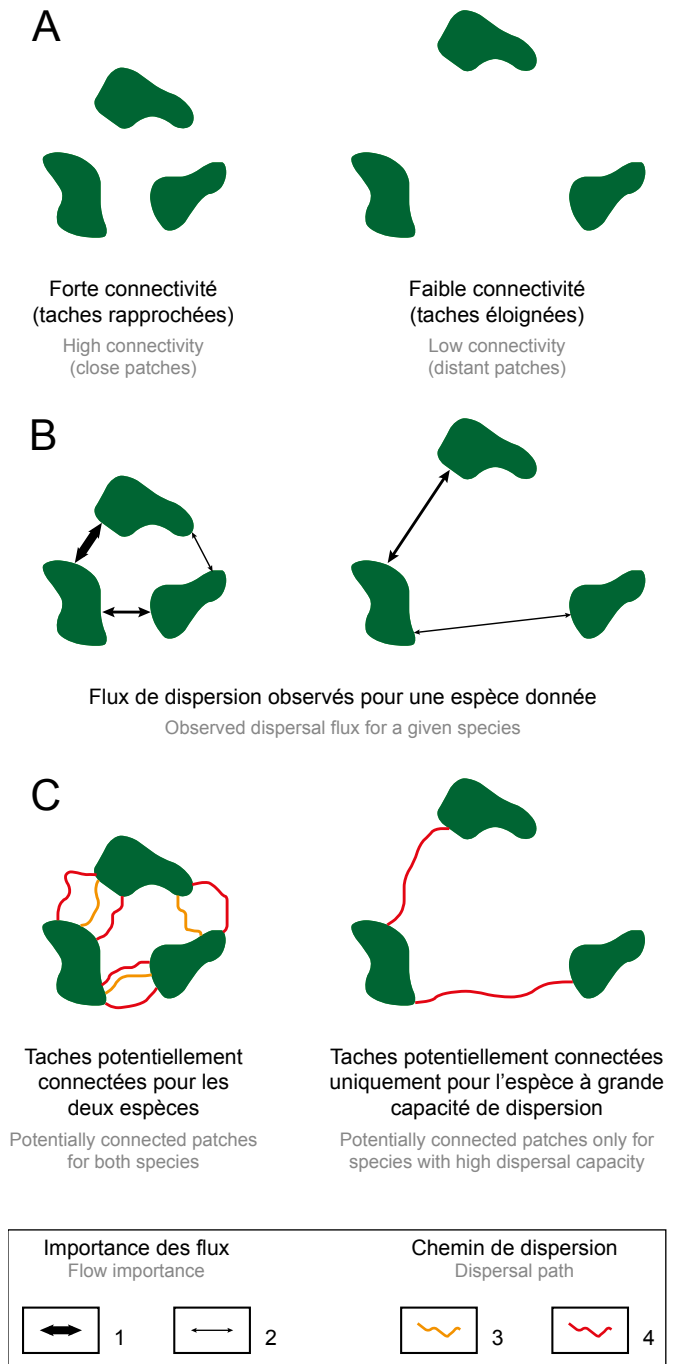 A
Forte connectivité
(taches rapprochées)
High connectivity
(close patches)
Faible connectivité
(taches éloignées)
Low connectivity
(distant patches)
B
Flux de dispersion observés pour une espèce donnée
Observed dispersal flux for a given species
C
Taches potentiellement
connectées pour les
deux espèces
Potentially connected patches
for both species
Taches potentiellement connectées
uniquement pour l’espèce à grande
capacité de dispersion
Potentially connected patches only for
species with high dispersal capacity
Importance des flux
Flow importance
1
2
Chemin de dispersion
Dispersal path
3
4